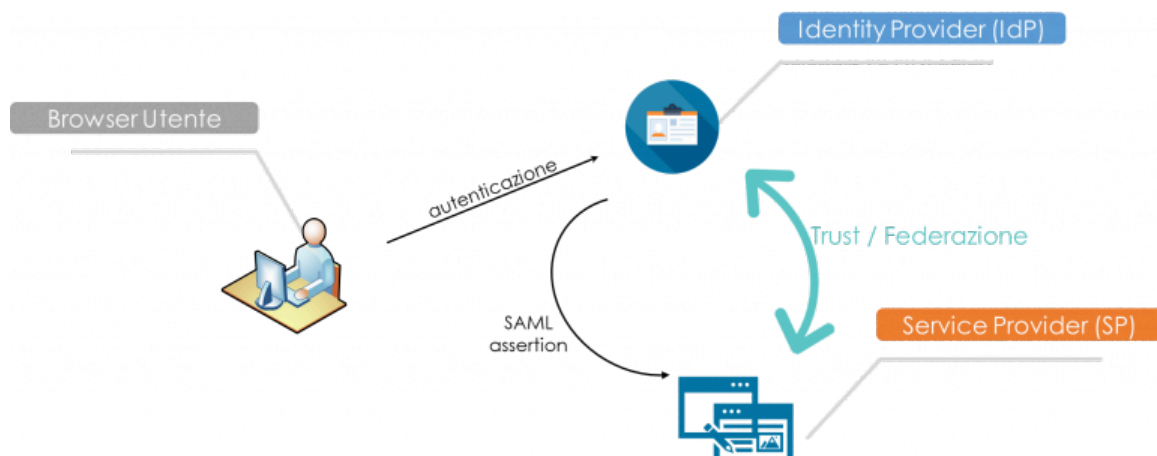 Identity Provider (IdP)
Browser Utente
autenticazione
Trust / Federazione
SAML
assertion
Service Provider (SP)